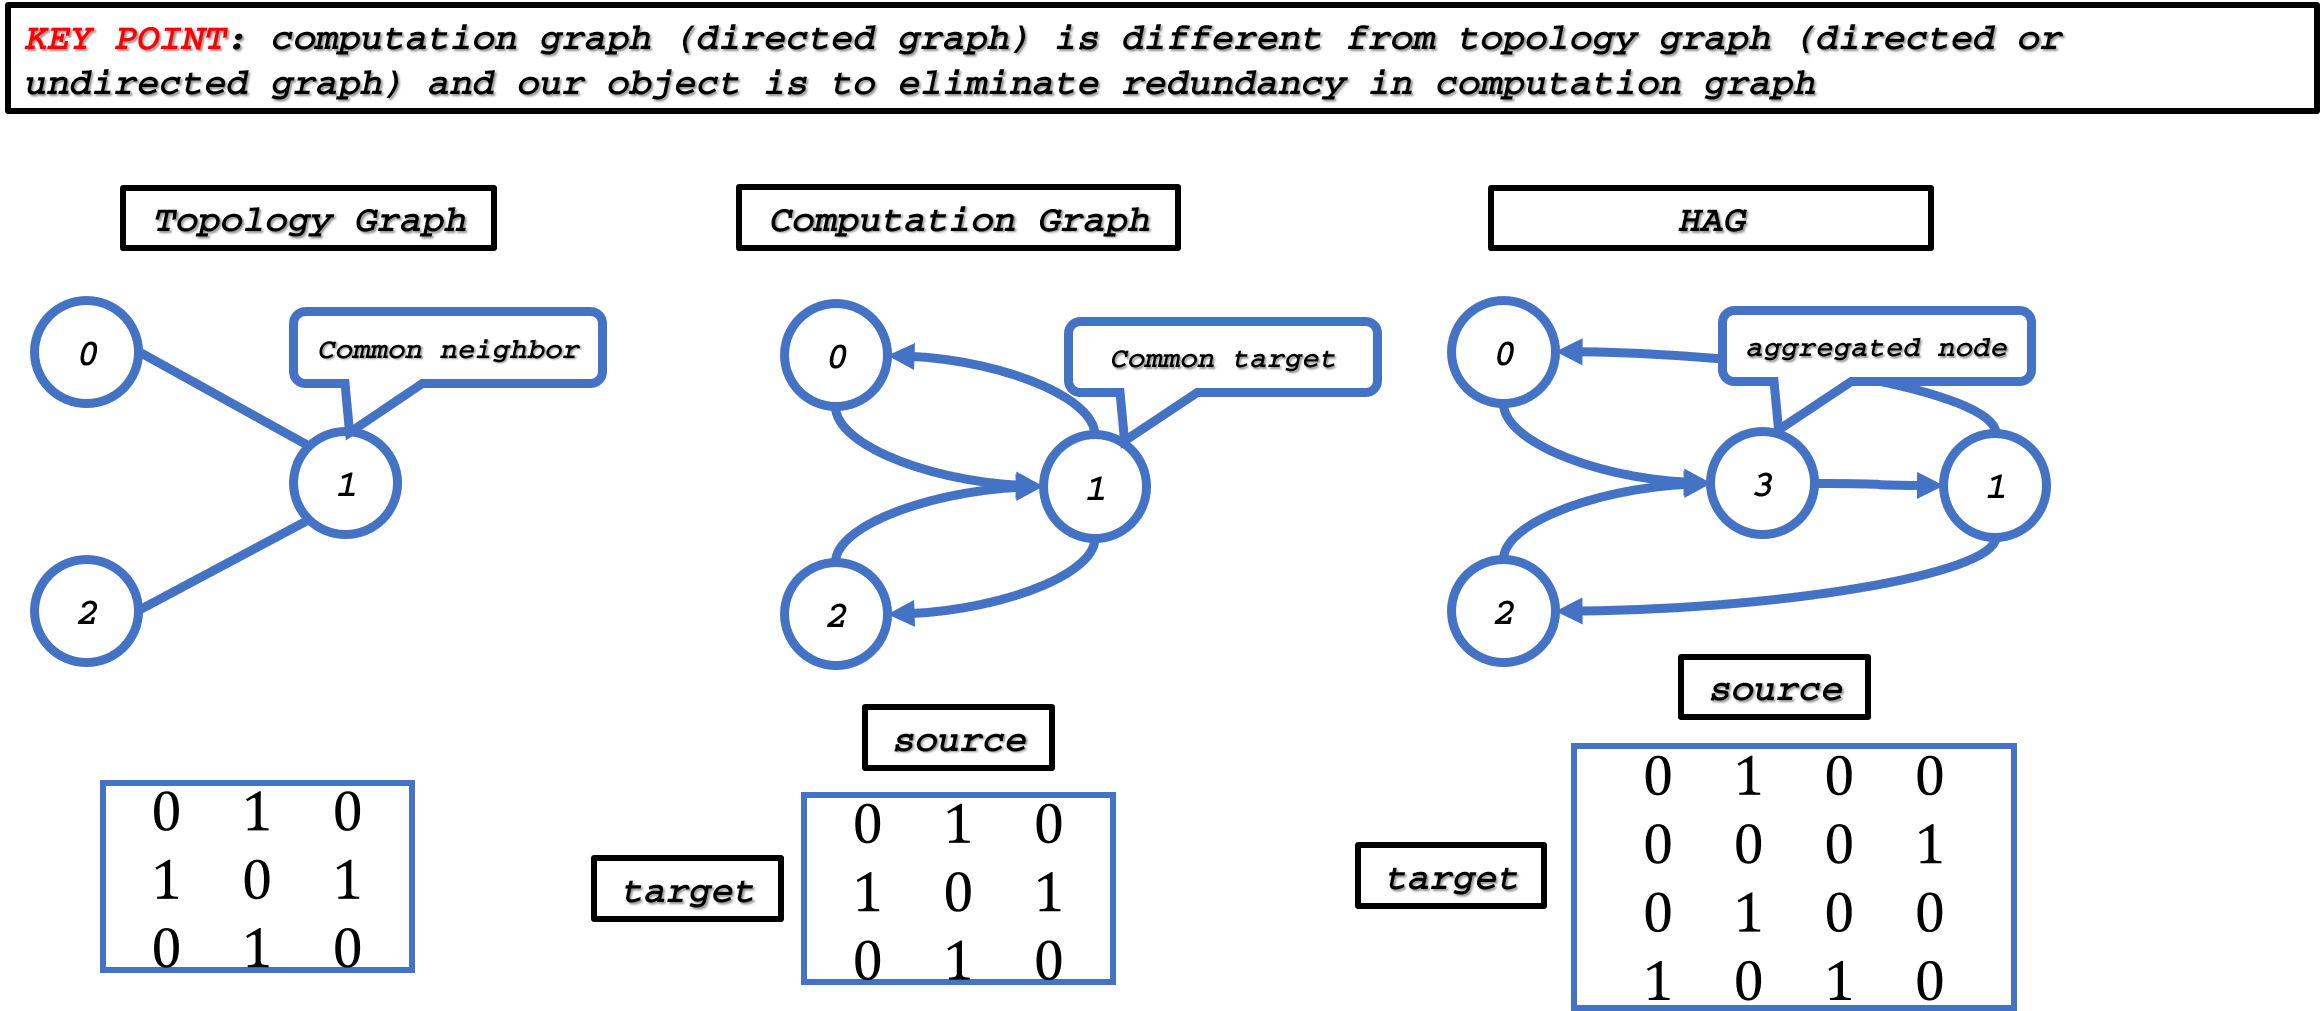 KEY POINT: computation graph (directed graph) is different from topology graph (directed or
undirected graph) and our object is to eliminate redundancy in computation graph
Topology Graph
Computation Graph
HAG
0
Common neighbor
1
2
0
Common target
1
2
0
aggregated node
3
1
2
source
source
target
target
0 1 0
1 0 1
0 1 0
0 1 0
1 0 1
0 1 0
0 1 0 0
0 0 0 1
0 1 0 0
1 0 1 0